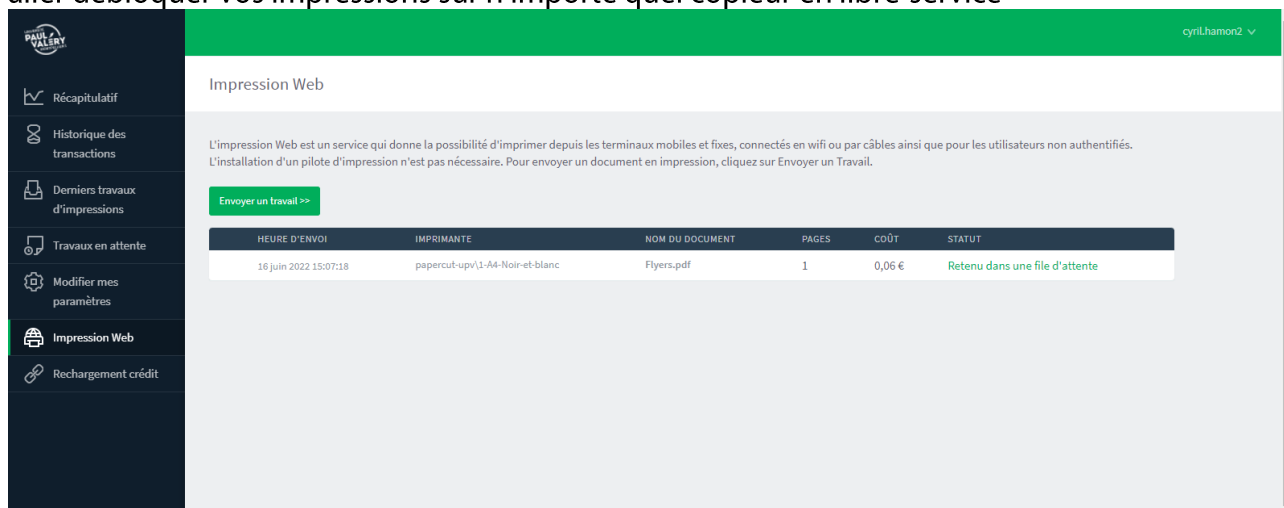 aller débloquer vos impressions sur n'importe quel copieur en libre-service
PAUL
VALÉRY
cyril.hamon2
Impression Web
Récapitulatif
Historique des
transactions
Derniers travaux
d'impressions
Travaux en attente
Modifier mes
paramètres
Impression Web
Rechargement crédit
L'impression Web est un service qui donne la possibilité d'imprimer depuis les terminaux mobiles et fixes, connectés en wifi ou par câbles ainsi que pour les utilisateurs non authentifiés.
L'installation d'un pilote d'impression n'est pas nécessaire. Pour envoyer un document en impression, cliquez sur Envoyer un Travail.
Envoyer un travail >>
HEURE D'ENVOI IMPRIMANTE NOM DU DOCUMENT PAGES COÛT STATUT
16 juin 2022 15:07:18 papercut-upv\1-A4-Noir-et-blanc Flyers.pdf 1 0,06 € Retenu dans une file d'attente